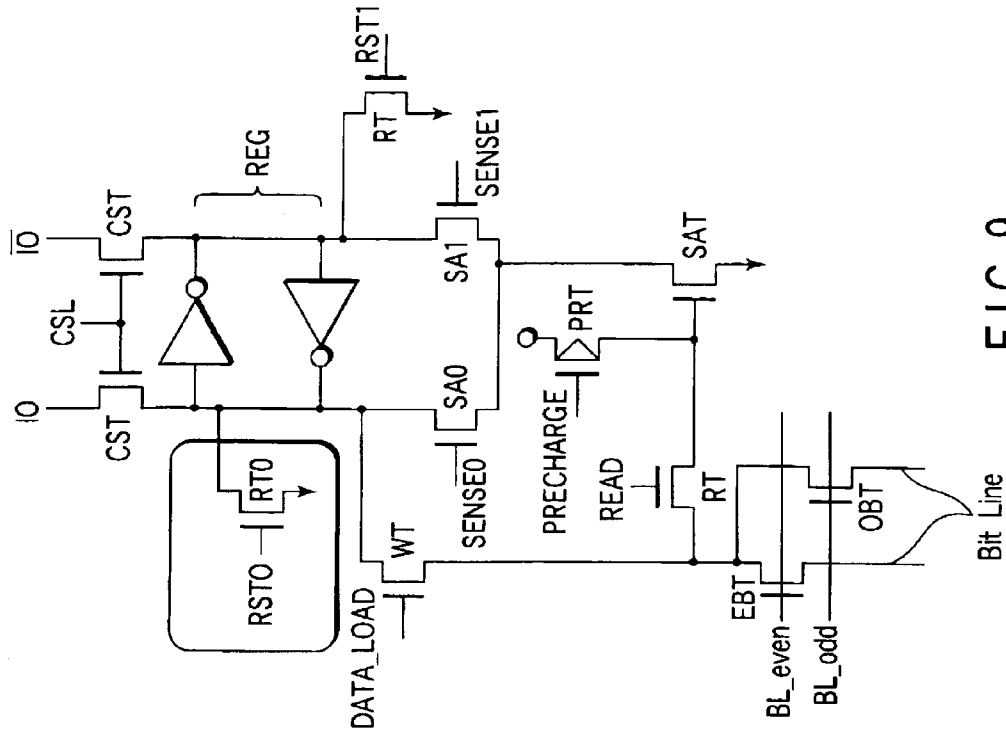 IO
I̅O̅
CSL
CST
CST
REG
RST1
RT
RT0
RST0
SENSE1
SA1
SA0
SENSE0
WT
DATA_LOAD
SAT
PRT
PRECHARGE
READ
RT
EBT
OBT
BL_even
BL_odd
Bit Line